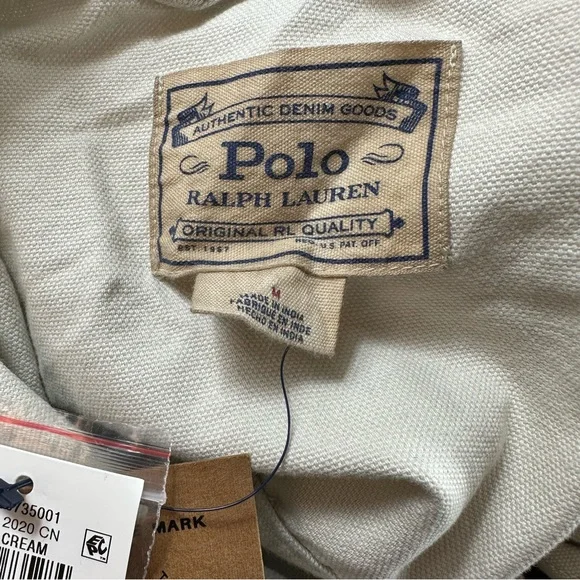 AUTHENTIC DENIM GOODS
Polo
RALPH LAUREN
ORIGINAL RL QUALITY
EST. 1967 REG. U.S. PAT. OFF.
M
MADE IN INDIA
FABRIQUE EN INDE
HECHO EN INDIA
735001
2020 CN
CREAM
MARK